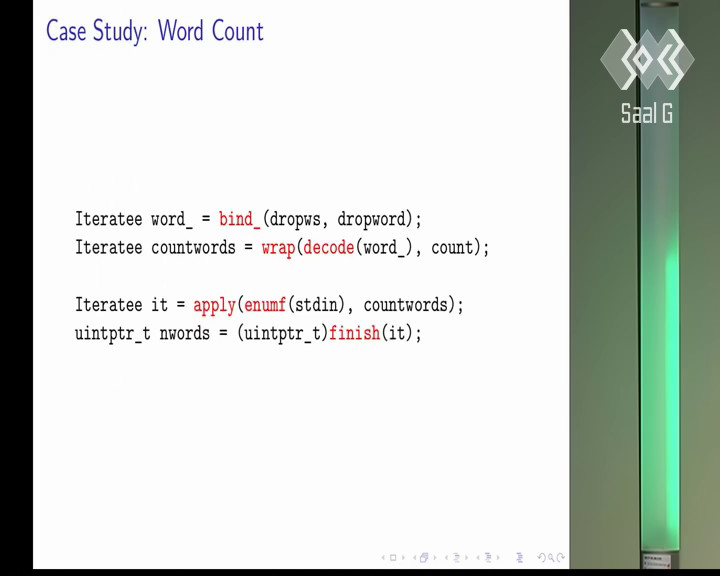 Case Study: Word Count
Saal G
Iteratee word_ = bind_(dropws, dropword);
Iteratee countwords = wrap(decode(word_), count);
Iteratee it = apply(enumf(stdin), countwords);
uintptr_t nwords = (uintptr_t)finish(it);